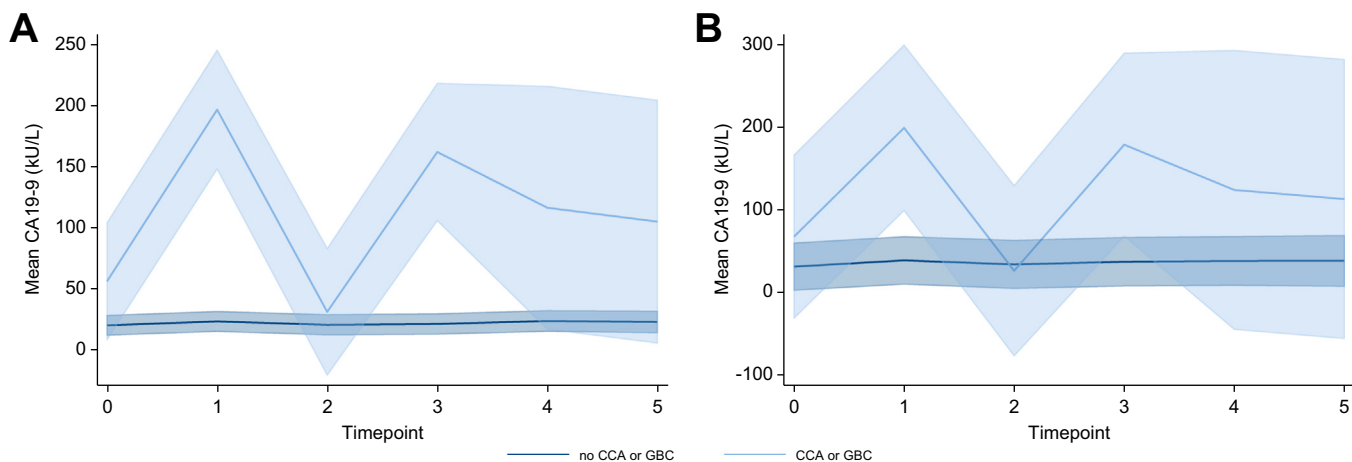 A
Mean CA19-9 (kU/L)
250
200
150
100
50
0
0 1 2 3 4 5
Timepoint
B
Mean CA19-9 (kU/L)
300
200
100
0
-100
0 1 2 3 4 5
Timepoint
no CCA or GBC CCA or GBC